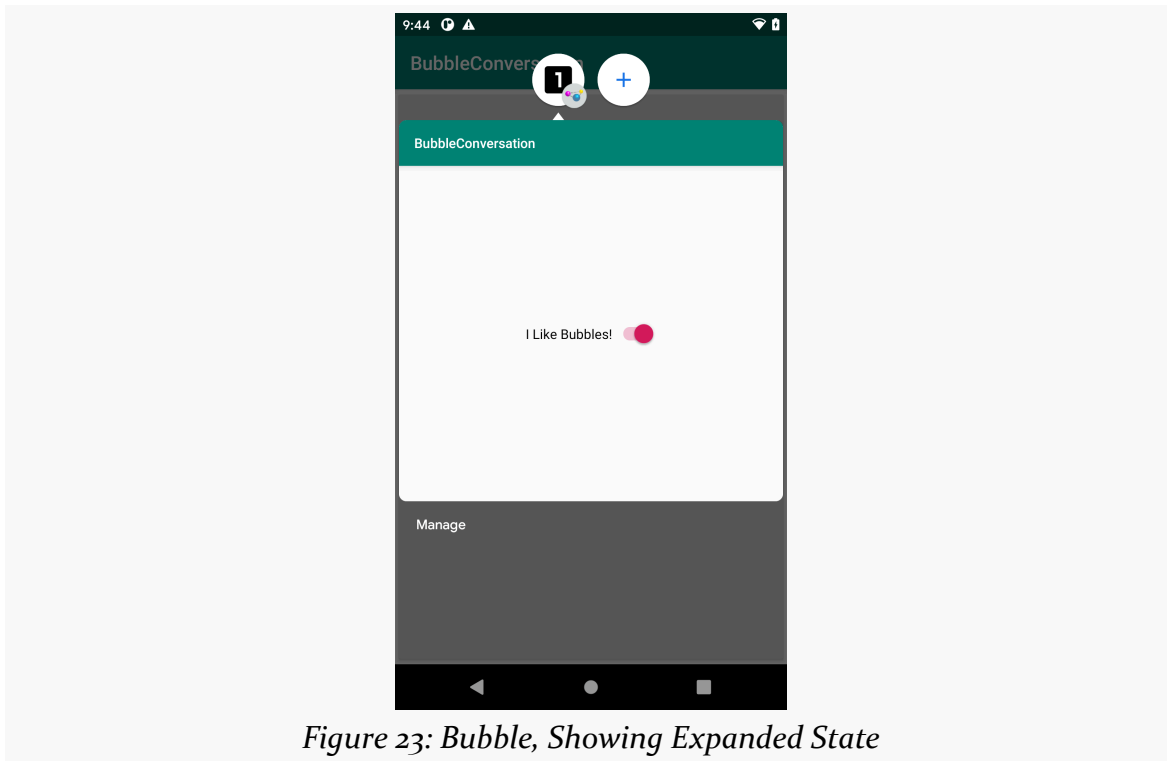 9:44
BubbleConvers
1
+
BubbleConversation
I Like Bubbles!
Manage
Figure 23: Bubble, Showing Expanded State